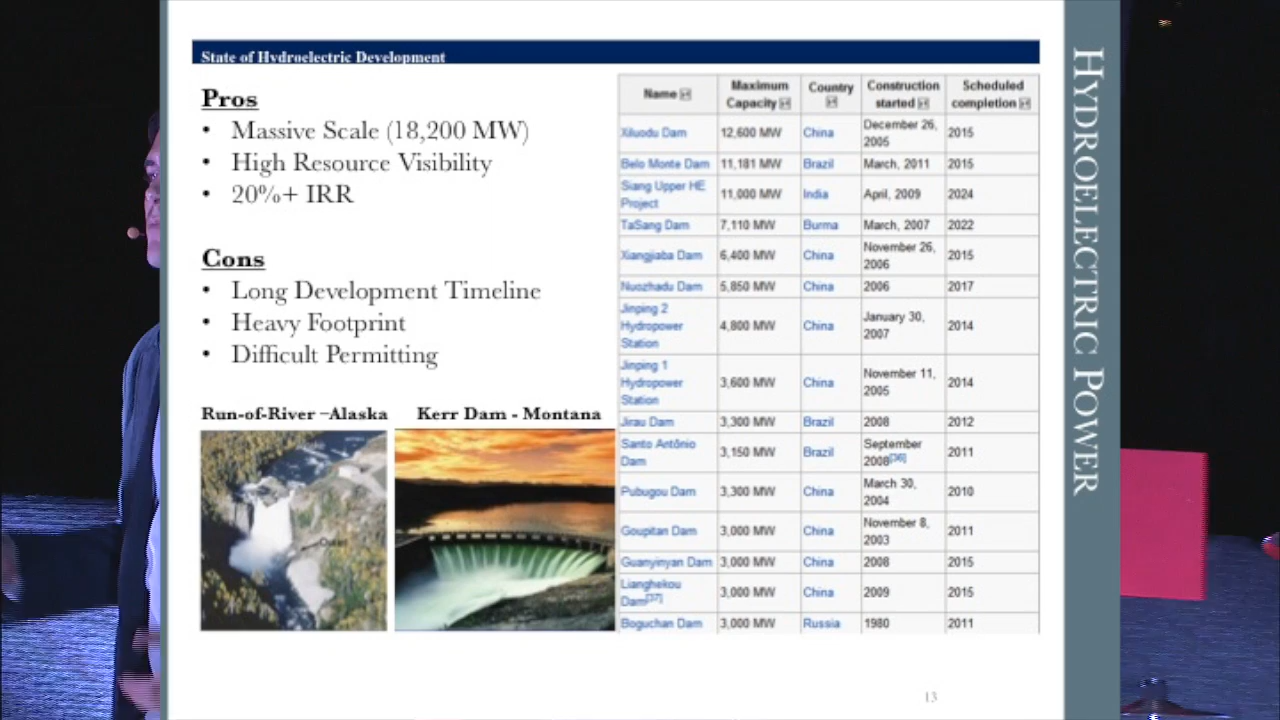 State of Hydroelectric Development
Pros
• Massive Scale (18,200 MW)
• High Resource Visibility
• 20%+ IRR
Cons
• Long Development Timeline
• Heavy Footprint
• Difficult Permitting
Run-of-River –Alaska
Kerr Dam - Montana
Name Maximum Capacity Country Construction started Scheduled completion
Xiluodu Dam 12,600 MW China December 26, 2005 2015
Belo Monte Dam 11,181 MW Brazil March, 2011 2015
Siang Upper HE Project 11,000 MW India April, 2009 2024
TaSang Dam 7,110 MW Burma March, 2007 2022
Xiangjiaba Dam 6,400 MW China November 26, 2006 2015
Nuozhadu Dam 5,850 MW China 2006 2017
Jinping 2 Hydropower Station 4,800 MW China January 30, 2007 2014
Jinping 1 Hydropower Station 3,600 MW China November 11, 2005 2014
Jirau Dam 3,300 MW Brazil 2008 2012
Santo Antônio Dam 3,150 MW Brazil September 2008[36] 2011
Pubugou Dam 3,300 MW China March 30, 2004 2010
Goupitan Dam 3,000 MW China November 8, 2003 2011
Guanyinyan Dam 3,000 MW China 2008 2015
Lianghekou Dam[37] 3,000 MW China 2009 2015
Boguchan Dam 3,000 MW Russia 1980 2011
HYDROELECTRIC POWER
13